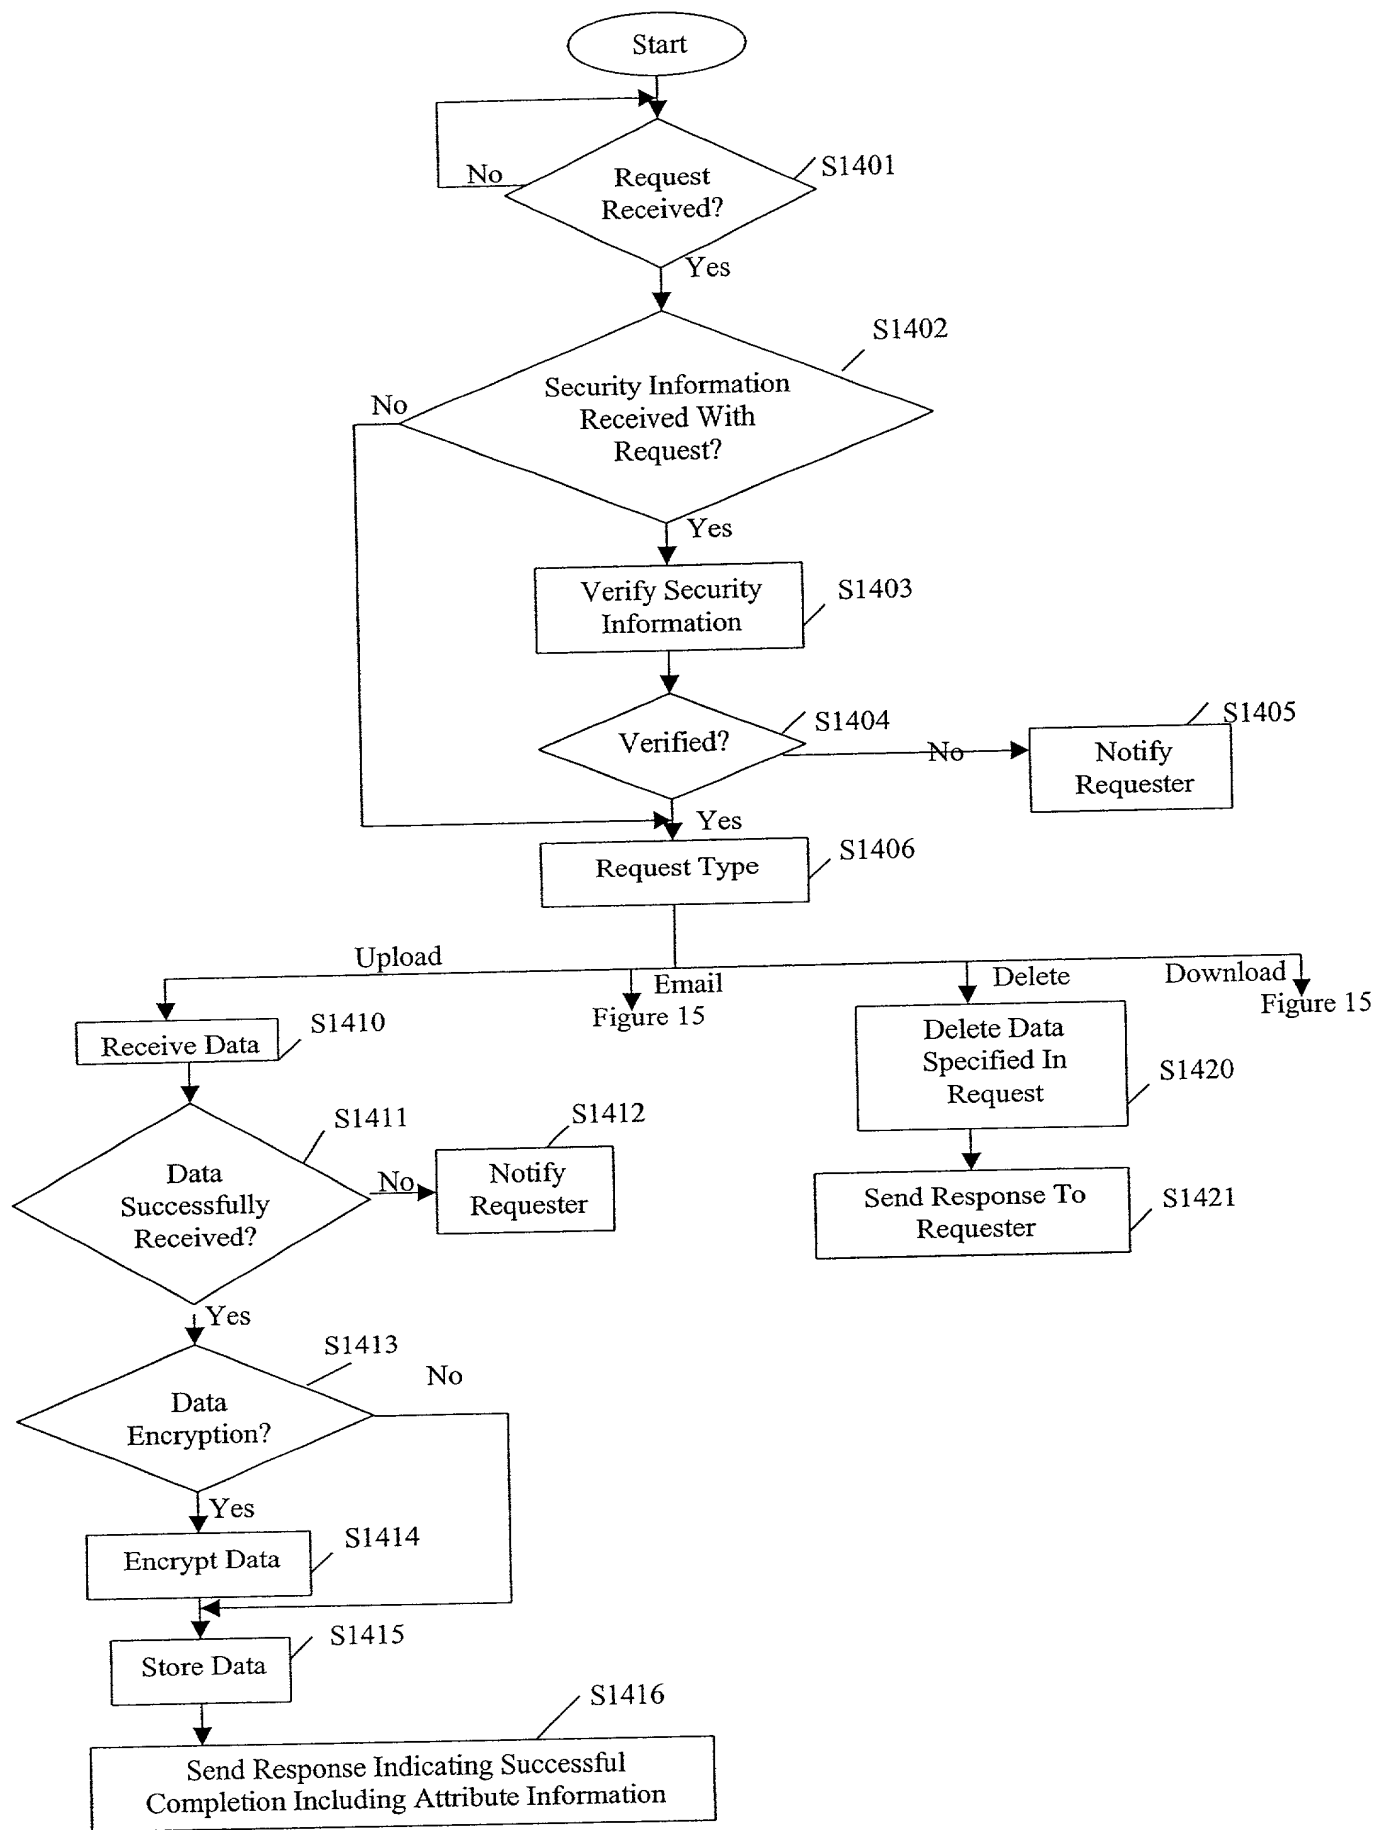 Start
No
Request
Received?
S1401
Yes
S1402
Security Information
Received With
Request?
No
Yes
Verify Security
Information
S1403
Verified?
S1404
No
S1405
Notify
Requester
Yes
Request Type
S1406
Upload
Email
Figure 15
Delete
Download
Figure 15
Receive Data
S1410
Delete Data
Specified In
Request
S1420
S1411
Data
Successfully
Received?
No
S1412
Notify
Requester
Send Response To
Requester
S1421
Yes
S1413
No
Data
Encryption?
Yes
Encrypt Data
S1414
S1415
Store Data
S1416
Send Response Indicating Successful
Completion Including Attribute Information